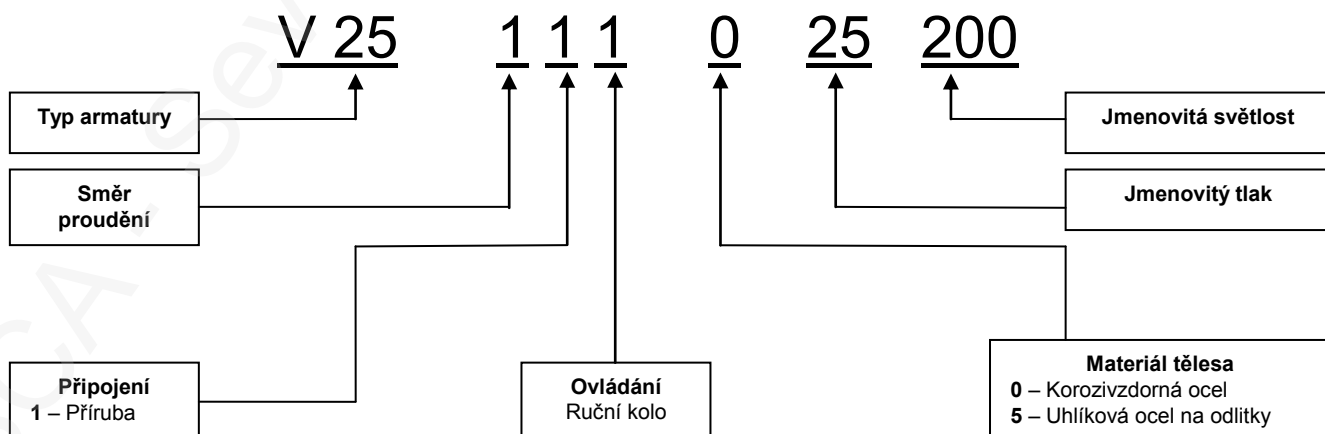 V 25 1 1 1 0 25 200
Typ armatury
Jmenovitá světlost
Směr
proudění
Jmenovitý tlak
Připojení
1 – Příruba
Ovládání
Ruční kolo
Materiál tělesa
0 – Korozivzdorná ocel
5 – Uhlíková ocel na odlitky